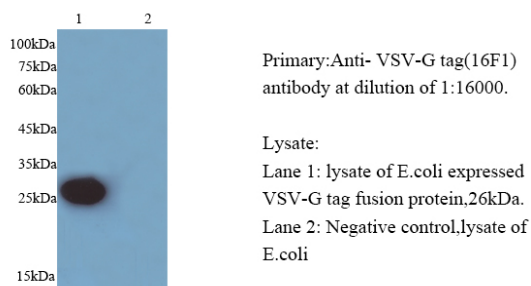 1 2
100kDa
75kDa
60kDa
45kDa
35kDa
25kDa
15kDa
Primary:Anti- VSV-G tag(16F1)
antibody at dilution of 1:16000.
Lysate:
Lane 1: lysate of E.coli expressed
VSV-G tag fusion protein,26kDa.
Lane 2: Negative control,lysate of
E.coli